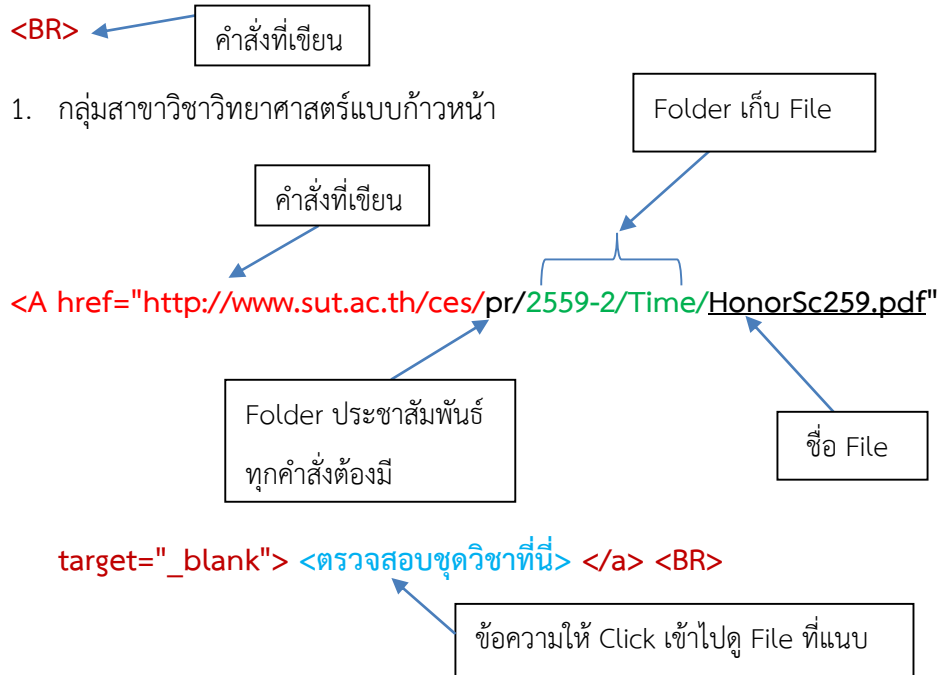 <BR>
คำสั่งที่เขียน
1. กลุ่มสาขาวิชาวิทยาศาสตร์แบบก้าวหน้า
Folder เก็บ File
คำสั่งที่เขียน
<A href="http://www.sut.ac.th/ces/pr/2559-2/Time/HonorSc259.pdf"
Folder ประชาสัมพันธ์
ทุกคำสั่งต้องมี
ชื่อ File
target="_blank"> <ตรวจสอบชุดวิชาที่นี่> </a> <BR>
ข้อความให้ Click เข้าไปดู File ที่แนบ